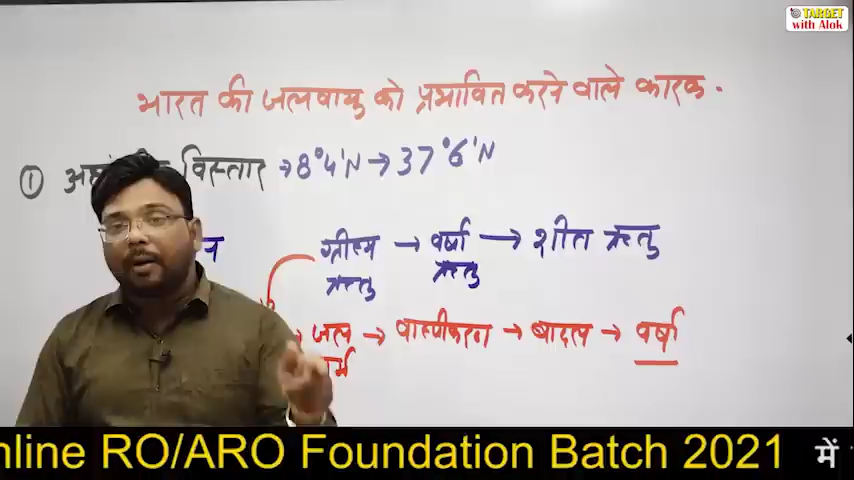 TARGET
with Alok
भारत की जलवायु को प्रभावित करने वाले कारक.
① विस्तार → 8°4'N → 37°6'N
ग्रीष्म → वर्षा → शीत ऋतु
ऋतु ऋतु
जल → वाष्पीकरण → बादल → वर्षा
nline RO/ARO Foundation Batch 2021 में